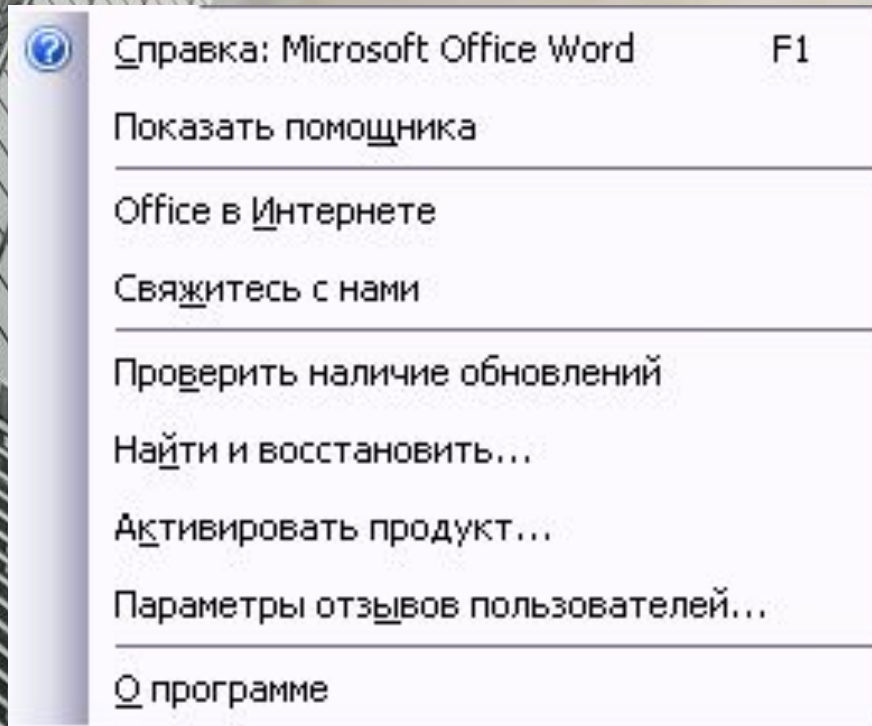 Справка: Microsoft Office Word F1
Показать помощника
Office в Интернете
Свяжитесь с нами
Проверить наличие обновлений
Найти и восстановить...
Активировать продукт...
Параметры отзывов пользователей...
О программе